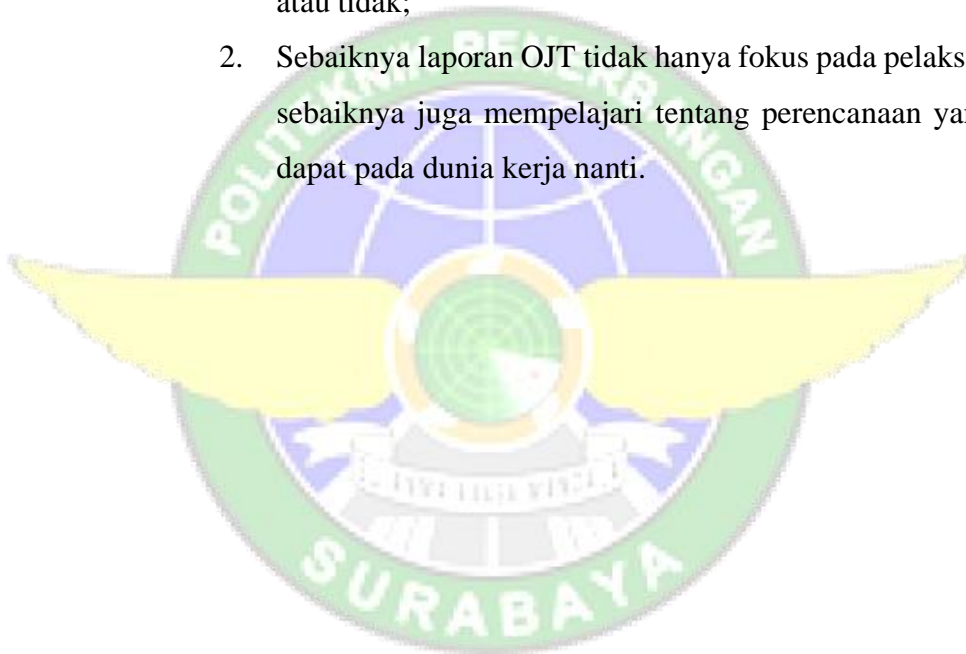 atau tidak;
2. Sebaiknya laporan OJT tidak hanya fokus pada pelaks
sebaiknya juga mempelajari tentang perencanaan
dapat pada dunia kerja nanti.
POLITEKNIK PENERBANGAN
SURABAYA